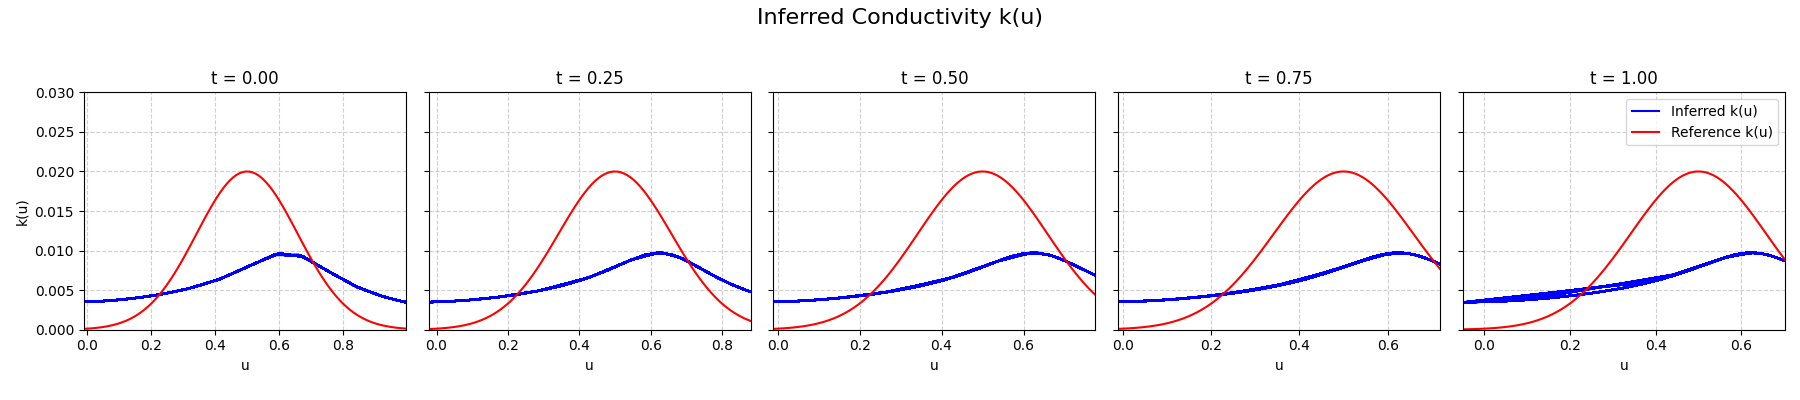 Inferred Conductivity k(u)
t = 0.00
t = 0.25
t = 0.50
t = 0.75
t = 1.00
k(u)
0.030
0.025
0.020
0.015
0.010
0.005
0.000
Inferred k(u)
Reference k(u)
0.0 0.2 0.4 0.6 0.8
0.0 0.2 0.4 0.6 0.8
0.0 0.2 0.4 0.6
0.0 0.2 0.4 0.6
0.0 0.2 0.4 0.6
u
u
u
u
u